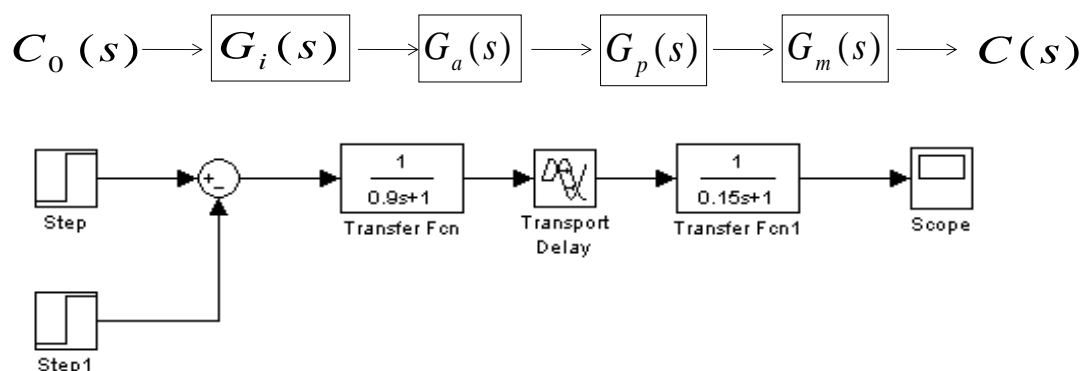 C₀(s) → Gᵢ(s) → Gₐ(s) → Gₚ(s) → Gₘ(s) → C(s)
+
-
1
0.9s+1
1
0.15s+1
Step
Transfer Fcn
Transport
Delay
Transfer Fcn1
Scope
Step1